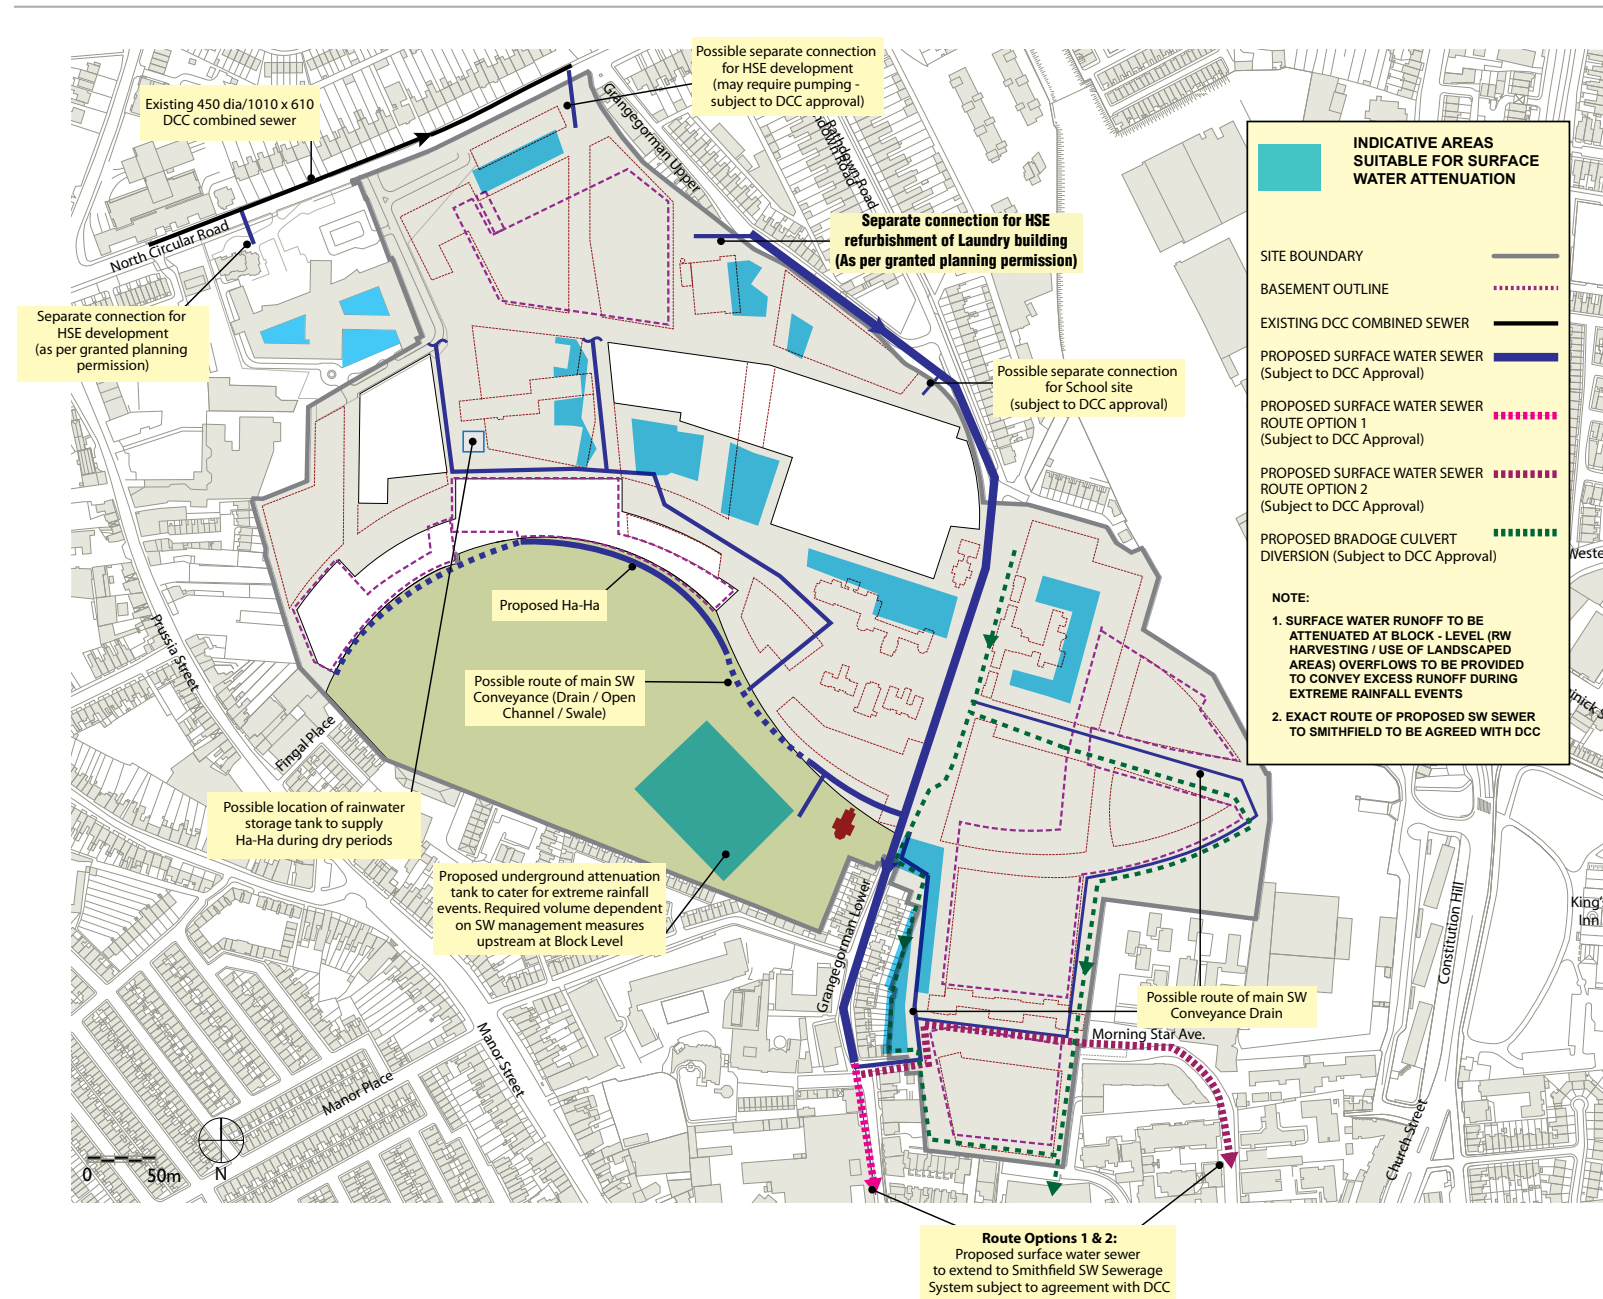 Possible separate connection
for HSE development
(may require pumping -
subject to DCC approval)
Existing 450 dia/1010 x 610
DCC combined sewer
Grangegorman Upper
Rathdown Road
North Circular Road
Separate connection for HSE
refurbishment of Laundry building
(As per granted planning permission)
Separate connection for
HSE development
(as per granted planning
permission)
Possible separate connection
for School site
(subject to DCC approval)
INDICATIVE AREAS
SUITABLE FOR SURFACE
WATER ATTENUATION
SITE BOUNDARY
BASEMENT OUTLINE
EXISTING DCC COMBINED SEWER
PROPOSED SURFACE WATER SEWER
(Subject to DCC Approval)
PROPOSED SURFACE WATER SEWER
ROUTE OPTION 1
(Subject to DCC Approval)
PROPOSED SURFACE WATER SEWER
ROUTE OPTION 2
(Subject to DCC Approval)
PROPOSED BRADOGE CULVERT
DIVERSION (Subject to DCC Approval)
NOTE:
1. SURFACE WATER RUNOFF TO BE
ATTENUATED AT BLOCK - LEVEL (RW
HARVESTING / USE OF LANDSCAPED
AREAS) OVERFLOWS TO BE PROVIDED
TO CONVEY EXCESS RUNOFF DURING
EXTREME RAINFALL EVENTS
2. EXACT ROUTE OF PROPOSED SW SEWER
TO SMITHFIELD TO BE AGREED WITH DCC
Weste
inick S
King's
Inn
Proposed Ha-Ha
Prussia Street
Possible route of main SW
Conveyance (Drain / Open
Channel / Swale)
Fingal Place
Possible location of rainwater
storage tank to supply
Ha-Ha during dry periods
Proposed underground attenuation
tank to cater for extreme rainfall
events. Required volume dependent
on SW management measures
upstream at Block Level
Grangegorman Lower
Constitution Hill
Possible route of main SW
Conveyance Drain
Morning Star Ave.
Manor Street
Manor Place
Church Street
0 50m
N
Route Options 1 & 2:
Proposed surface water sewer
to extend to Smithfield SW Sewerage
System subject to agreement with DCC